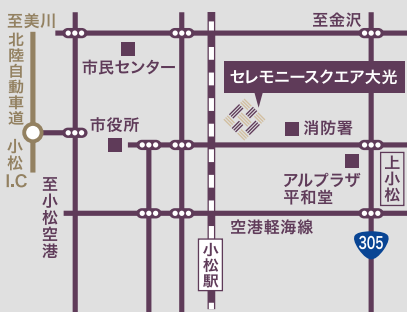 至美川
至金沢
北陸自動車道
小松I.C
市民センター
セレモニースクエア大光
市役所
消防署
アルプラザ
平和堂
上小松
至小松空港
空港軽海線
小松駅
305